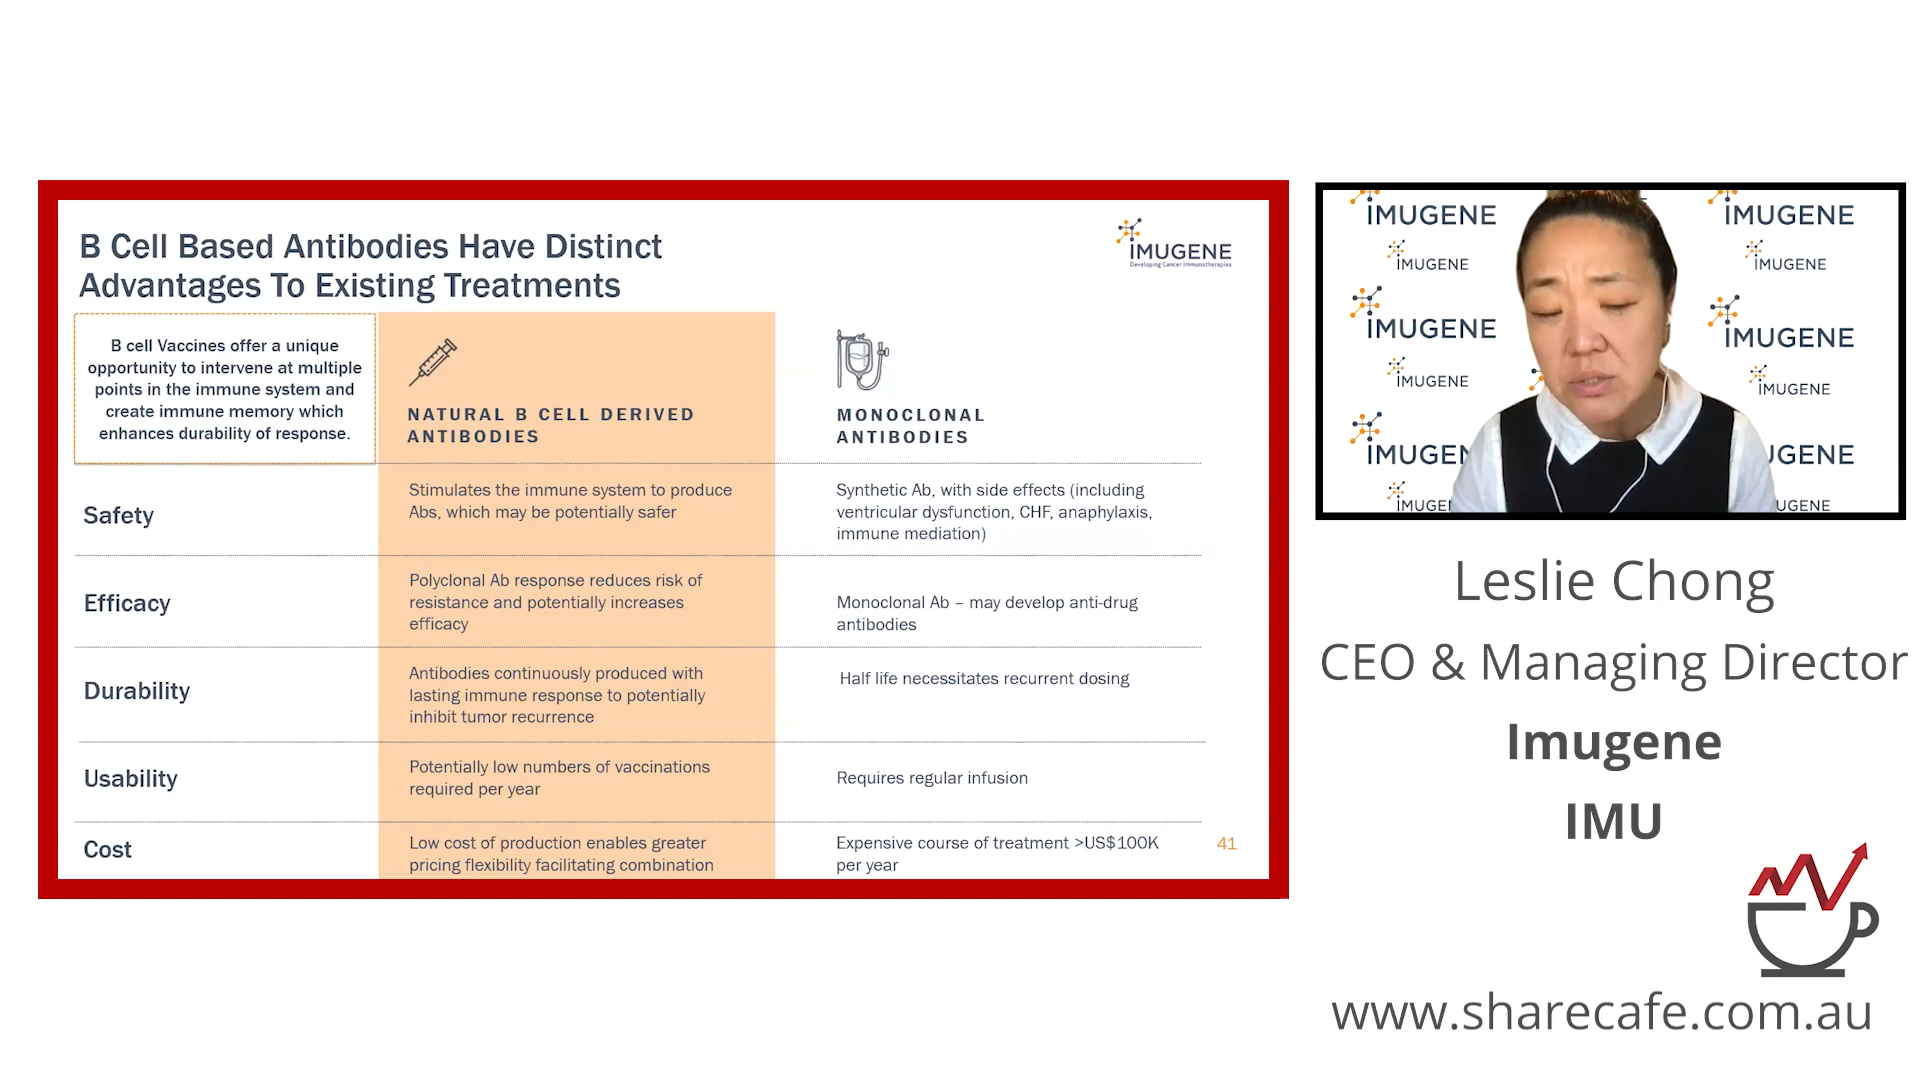 B Cell Based Antibodies Have Distinct
Advantages To Existing Treatments
IMUGENE
Developing Cancer Immunotherapies
B cell Vaccines offer a unique
opportunity to intervene at multiple
points in the immune system and
create immune memory which
enhances durability of response.
NATURAL B CELL DERIVED
ANTIBODIES
MONOCLONAL
ANTIBODIES
Safety
Stimulates the immune system to produce
Abs, which may be potentially safer
Synthetic Ab, with side effects (including
ventricular dysfunction, CHF, anaphylaxis,
immune mediation)
Efficacy
Polyclonal Ab response reduces risk of
resistance and potentially increases
efficacy
Monoclonal Ab – may develop anti-drug
antibodies
Durability
Antibodies continuously produced with
lasting immune response to potentially
inhibit tumor recurrence
Half life necessitates recurrent dosing
Usability
Potentially low numbers of vaccinations
required per year
Requires regular infusion
Cost
Low cost of production enables greater
pricing flexibility facilitating combination
Expensive course of treatment >US$100K
per year
41
IMUGENE IMUGENE
IMUGENE IMUGENE
IMUGENE IMUGENE
IMUGENE IMUGENE
IMUGEN UGENE
IMUGEN UGENE
Leslie Chong
CEO & Managing Director
Imugene
IMU
www.sharecafe.com.au